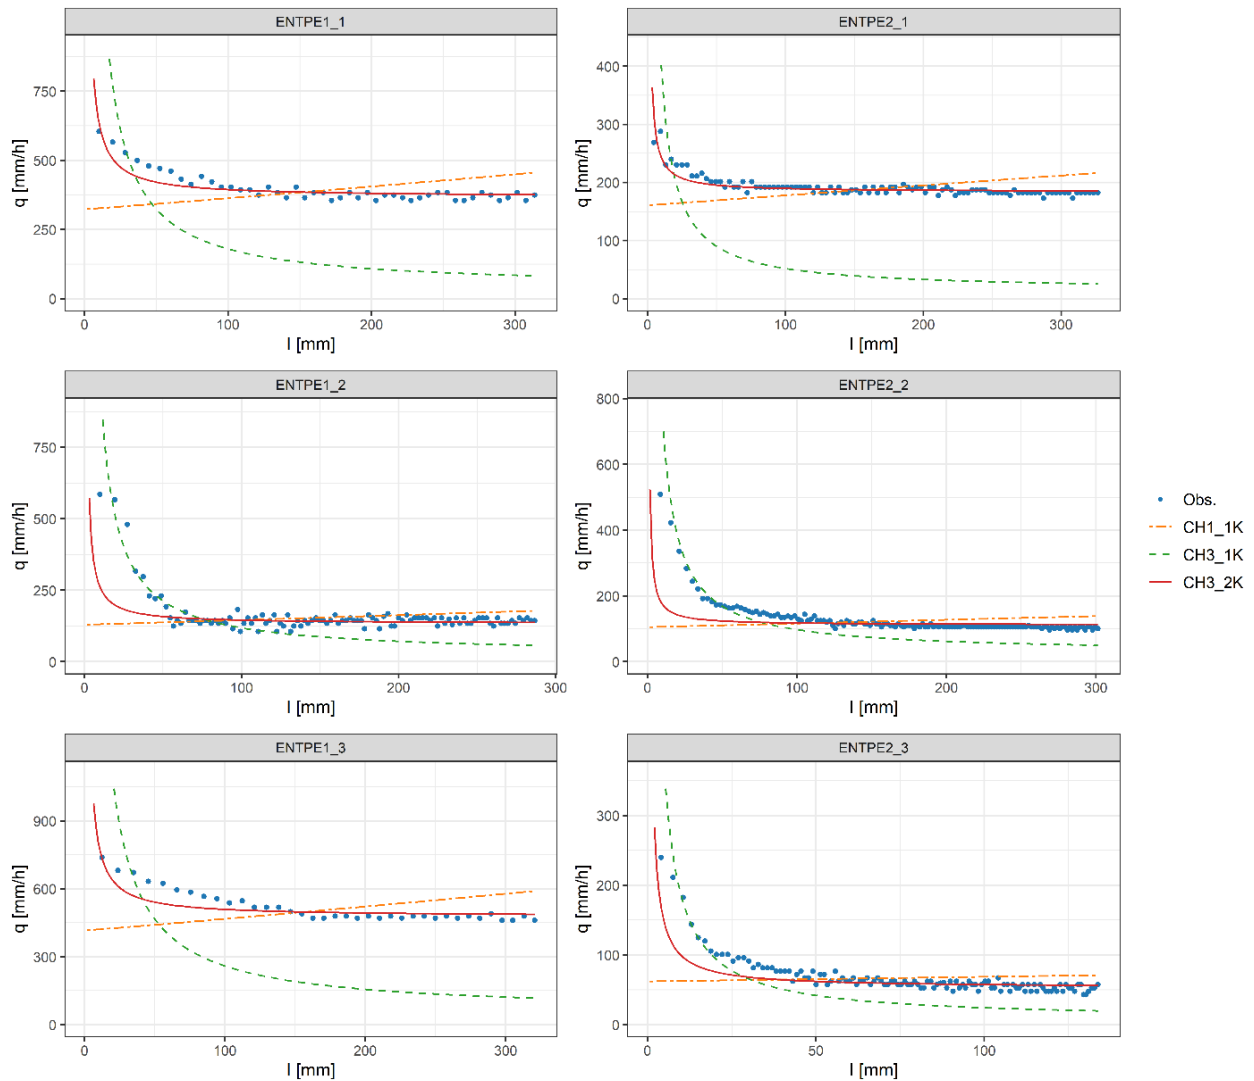 ENTPE1_1
ENTPE2_1
q [mm/h]
750
500
250
0
0
100
200
300
I [mm]
q [mm/h]
400
300
200
100
0
0
100
200
300
I [mm]
ENTPE1_2
ENTPE2_2
q [mm/h]
750
500
250
0
0
100
200
300
I [mm]
q [mm/h]
800
600
400
200
0
0
100
200
300
I [mm]
Obs.
CH1_1K
CH3_1K
CH3_2K
ENTPE1_3
ENTPE2_3
q [mm/h]
900
600
300
0
0
100
200
300
I [mm]
q [mm/h]
300
200
100
0
0
50
100
I [mm]